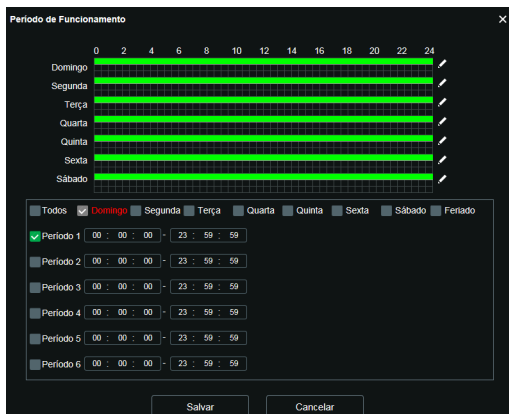 Período de Funcionamento
0 2 4 6 8 10 12 14 16 18 20 22 24
Domingo
Segunda
Terça
Quarta
Quinta
Sexta
Sábado
Todos Domingo Segunda Terça Quarta Quinta Sexta Sábado Feriado
Período 1 00 : 00 : 00 - 23 : 59 : 59
Período 2 00 : 00 : 00 - 23 : 59 : 59
Período 3 00 : 00 : 00 - 23 : 59 : 59
Período 4 00 : 00 : 00 - 23 : 59 : 59
Período 5 00 : 00 : 00 - 23 : 59 : 59
Período 6 00 : 00 : 00 - 23 : 59 : 59
Salvar Cancelar